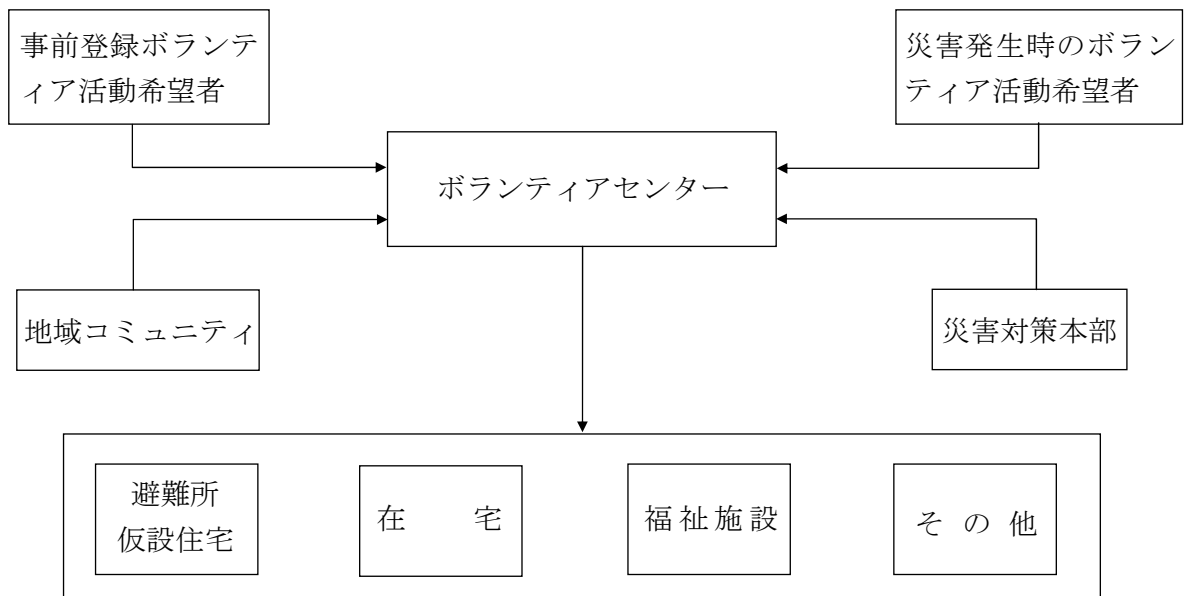 事前登録ボランテ
ィア活動希望者
災害発生時のボラン
ティア活動希望者
ボランティアセンター
地域コミュニティ
災害対策本部
避難所
仮設住宅
在　宅
福祉施設
そ の 他